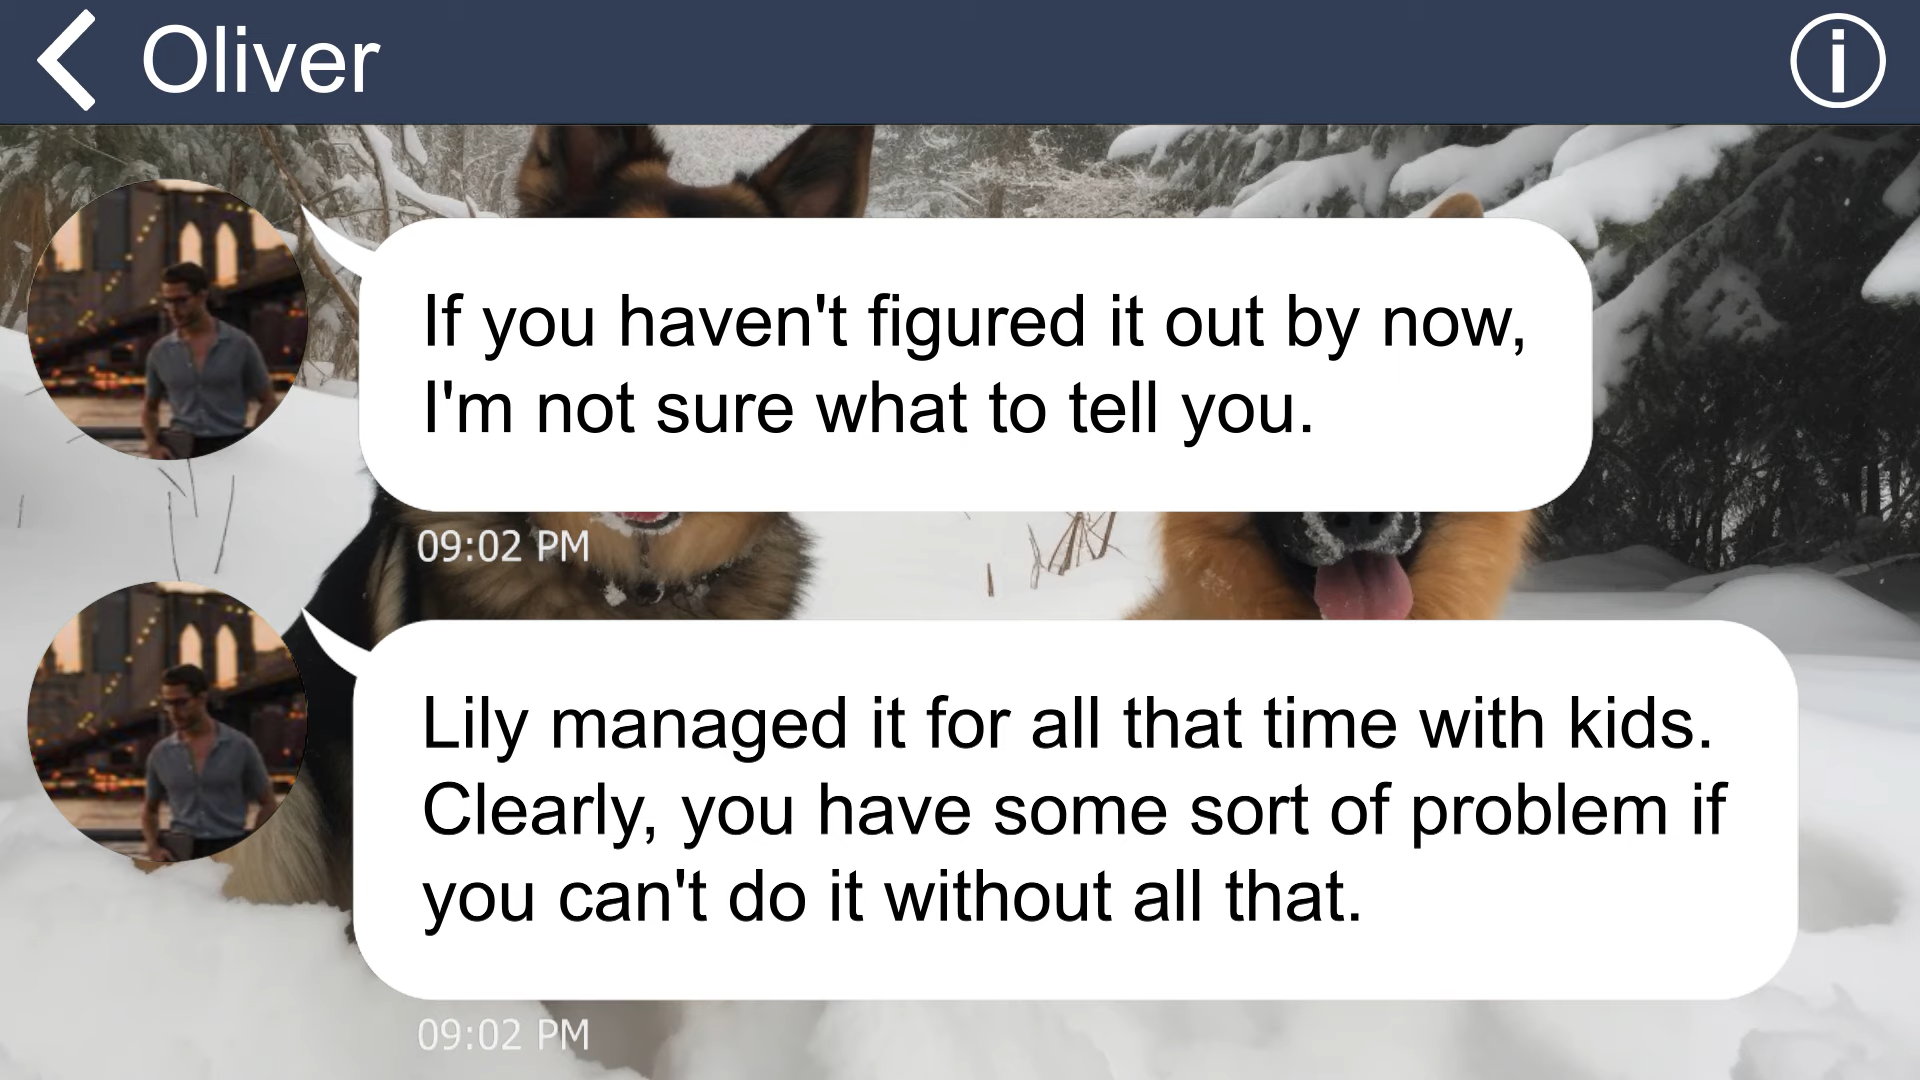 Oliver
If you haven't figured it out by now,
I'm not sure what to tell you.
09:02 PM
Lily managed it for all that time with kids.
Clearly, you have some sort of problem if
you can't do it without all that.
09:02 PM